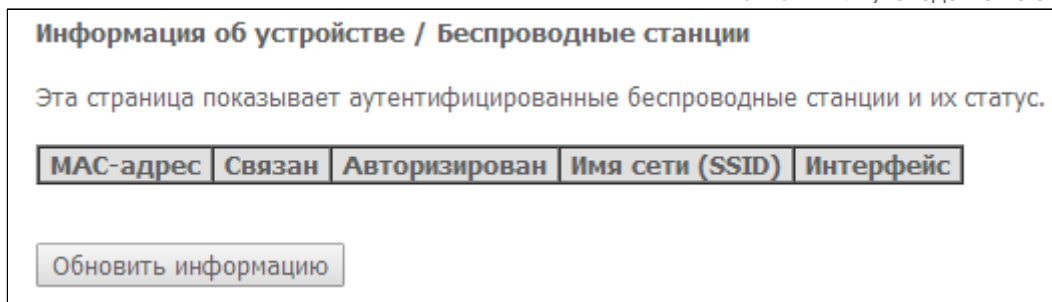 Информация об устройстве / Беспроводные станции
Эта страница показывает аутентифицированные беспроводные станции и их статус.
MAC-адрес Связан Авторизирован Имя сети (SSID) Интерфейс
Обновить информацию